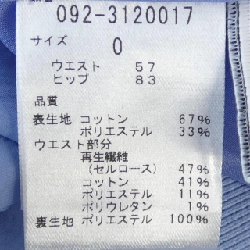 092-3120017
サイズ
0
ウエスト 57
ヒップ 83
品質
表生地 コットン 67%
ポリエステル 33%
ウエスト部分
再生繊維
(セルロース) 47%
コットン 41%
ポリエステル 11%
ポリウレタン 1%
裏生地 ポリエステル 100%